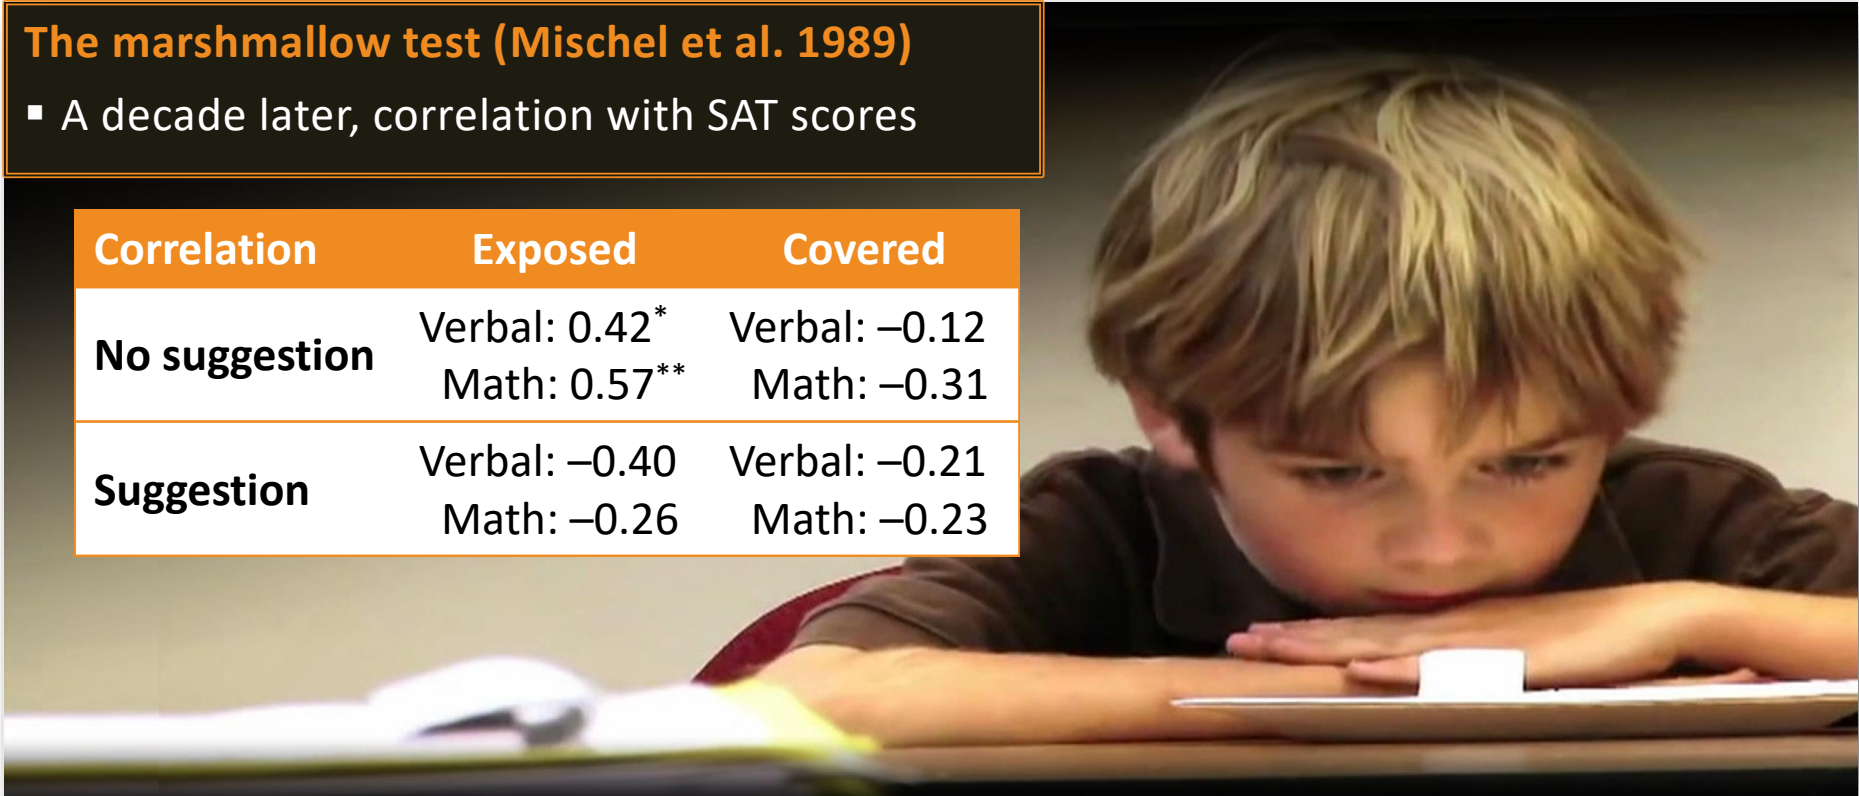 The marshmallow test (Mischel et al. 1989)
▪ A decade later, correlation with SAT scores
Correlation Exposed Covered
No suggestion
Verbal: 0.42* Verbal: –0.12
Math: 0.57** Math: –0.31
Suggestion
Verbal: –0.40 Verbal: –0.21
Math: –0.26 Math: –0.23